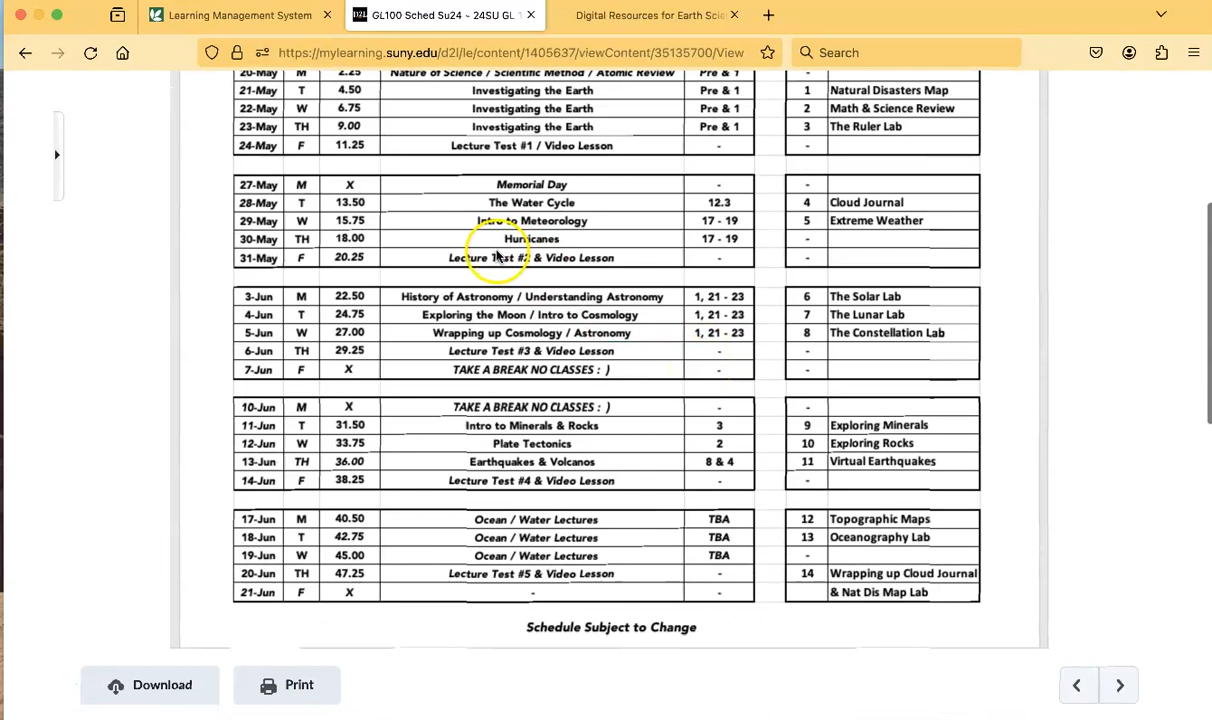 Learning Management System
GL100 Sched Su24 ~ 24SU GL 1
Digital Resources for Earth Scie
https://mylearning.suny.edu/d2l/le/content/1405637/viewContent/35135700/View
Search
20-May M 2.25 Nature of Science / Scientific Method / Atomic Review Pre & 1 -
21-May T 4.50 Investigating the Earth Pre & 1 1 Natural Disasters Map
22-May W 6.75 Investigating the Earth Pre & 1 2 Math & Science Review
23-May TH 9.00 Investigating the Earth Pre & 1 3 The Ruler Lab
24-May F 11.25 Lecture Test #1 / Video Lesson - -
27-May M X Memorial Day - -
28-May T 13.50 The Water Cycle 12.3 4 Cloud Journal
29-May W 15.75 Intro to Meteorology 17 - 19 5 Extreme Weather
30-May TH 18.00 Hurricanes 17 - 19 -
31-May F 20.25 Lecture Test #2 & Video Lesson - -
3-Jun M 22.50 History of Astronomy / Understanding Astronomy 1, 21 - 23 6 The Solar Lab
4-Jun T 24.75 Exploring the Moon / Intro to Cosmology 1, 21 - 23 7 The Lunar Lab
5-Jun W 27.00 Wrapping up Cosmology / Astronomy 1, 21 - 23 8 The Constellation Lab
6-Jun TH 29.25 Lecture Test #3 & Video Lesson - -
7-Jun F X TAKE A BREAK NO CLASSES : ) - -
10-Jun M X TAKE A BREAK NO CLASSES : ) - -
11-Jun T 31.50 Intro to Minerals & Rocks 3 9 Exploring Minerals
12-Jun W 33.75 Plate Tectonics 2 10 Exploring Rocks
13-Jun TH 36.00 Earthquakes & Volcanos 8 & 4 11 Virtual Earthquakes
14-Jun F 38.25 Lecture Test #4 & Video Lesson - -
17-Jun M 40.50 Ocean / Water Lectures TBA 12 Topographic Maps
18-Jun T 42.75 Ocean / Water Lectures TBA 13 Oceanography Lab
19-Jun W 45.00 Ocean / Water Lectures TBA -
20-Jun TH 47.25 Lecture Test #5 & Video Lesson - 14 Wrapping up Cloud Journal
21-Jun F X - - & Nat Dis Map Lab
Schedule Subject to Change
Download
Print